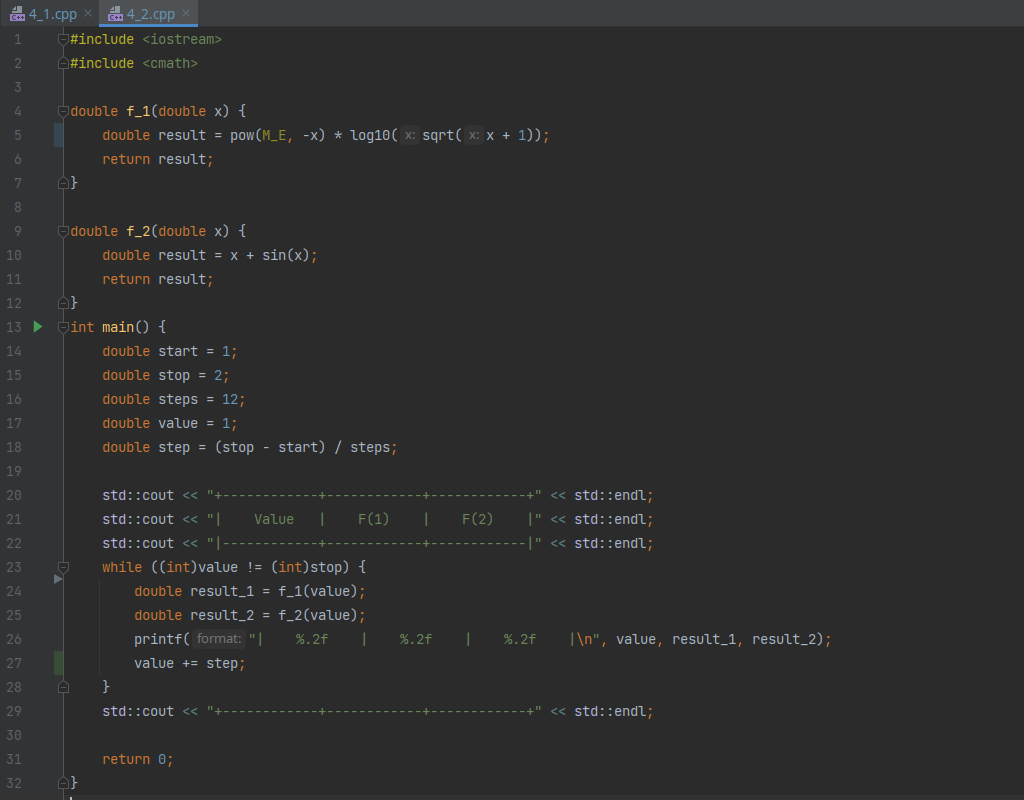 4_1.cpp × 4_2.cpp ×
1 #include <iostream>
2 #include <cmath>
3
4 double f_1(double x) {
5     double result = pow(M_E, -x) * log10( x: sqrt( x: x + 1));
6     return result;
7 }
8
9 double f_2(double x) {
10     double result = x + sin(x);
11     return result;
12 }
13 int main() {
14     double start = 1;
15     double stop = 2;
16     double steps = 12;
17     double value = 1;
18     double step = (stop - start) / steps;
19
20     std::cout << "+------------+------------+------------+" << std::endl;
21     std::cout << "|    Value   |    F(1)    |    F(2)    |" << std::endl;
22     std::cout << "|------------+------------+------------|" << std::endl;
23     while ((int)value != (int)stop) {
24         double result_1 = f_1(value);
25         double result_2 = f_2(value);
26         printf( format: "|    %.2f    |    %.2f    |    %.2f    |\n", value, result_1, result_2);
27         value += step;
28     }
29     std::cout << "+------------+------------+------------+" << std::endl;
30
31     return 0;
32 }